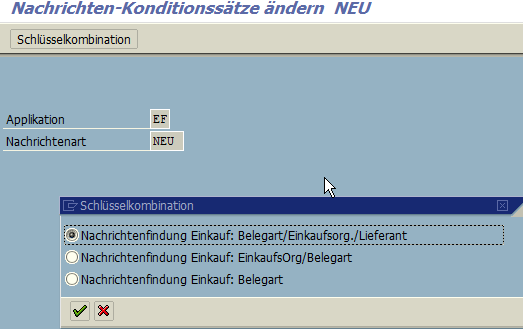 Nachrichten-Konditionssätze ändern NEU
Schlüsselkombination
Applikation EF
Nachrichtenart NEU
Schlüsselkombination
Nachrichtenfindung Einkauf: Belegart/Einkaufsorg./Lieferant
Nachrichtenfindung Einkauf: EinkaufsOrg/Belegart
Nachrichtenfindung Einkauf: Belegart